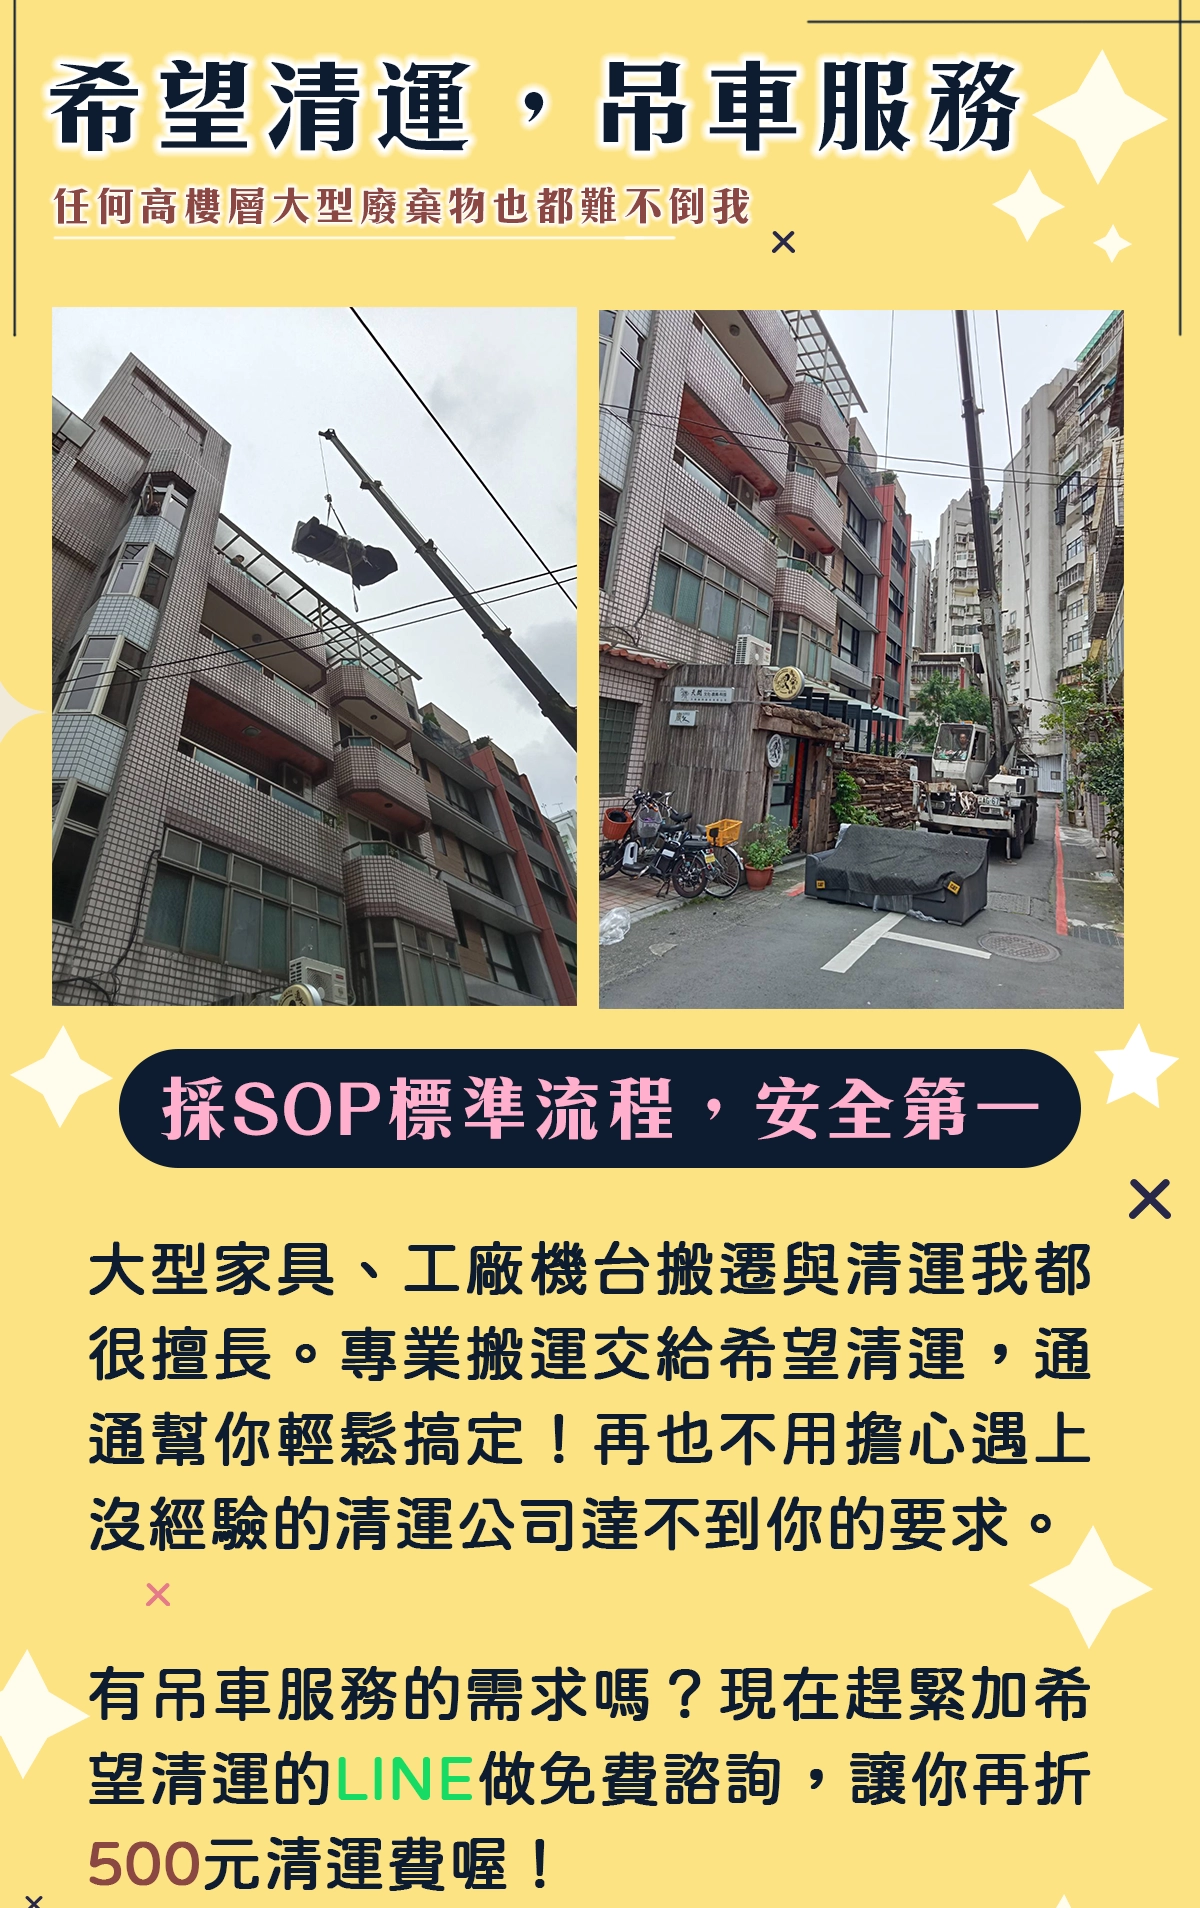 希望清運，吊車服務
任何高樓層大型廢棄物也都難不倒我
採SOP標準流程，安全第一
大型家具、工廠機台搬遷與清運我都
很擅長。專業搬運交給希望清運，通
通幫你輕鬆搞定！再也不用擔心遇上
沒經驗的清運公司達不到你的要求。
有吊車服務的需求嗎？現在趕緊加希
望清運的LINE做免費諮詢，讓你再折
500元清運費喔！